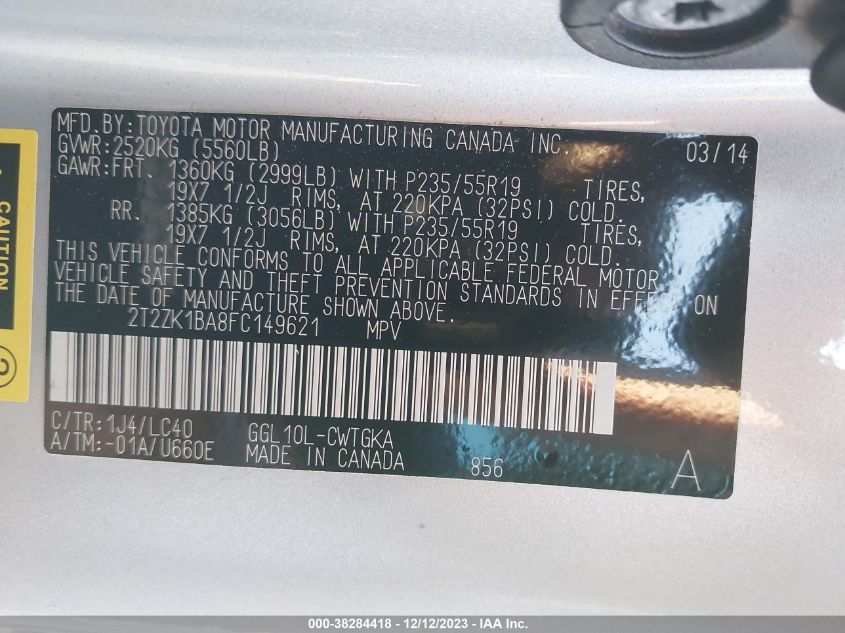 MFD.BY:TOYOTA MOTOR MANUFACTURING CANADA INC. 03/14
GVWR:2520KG (5560LB)
GAWR:FRT. 1360KG (2999LB) WITH P235/55R19 TIRES,
19X7 1/2J RIMS, AT 220KPA (32PSI) COLD.
RR. 1385KG (3056LB) WITH P235/55R19 TIRES,
19X7 1/2J RIMS, AT 220KPA (32PSI) COLD.
THIS VEHICLE CONFORMS TO ALL APPLICABLE FEDERAL MOTOR
VEHICLE SAFETY AND THEFT PREVENTION STANDARDS IN EFFECT ON
THE DATE OF MANUFACTURE SHOWN ABOVE.
2T2ZK1BA8FC149621 MPV
C/TR:1J4/LC40 GGL10L-CWTGKA
A/TM:-01A/U660E MADE IN CANADA 856 A
CAUTION
000-38284418 - 12/12/2023 - IAA Inc.